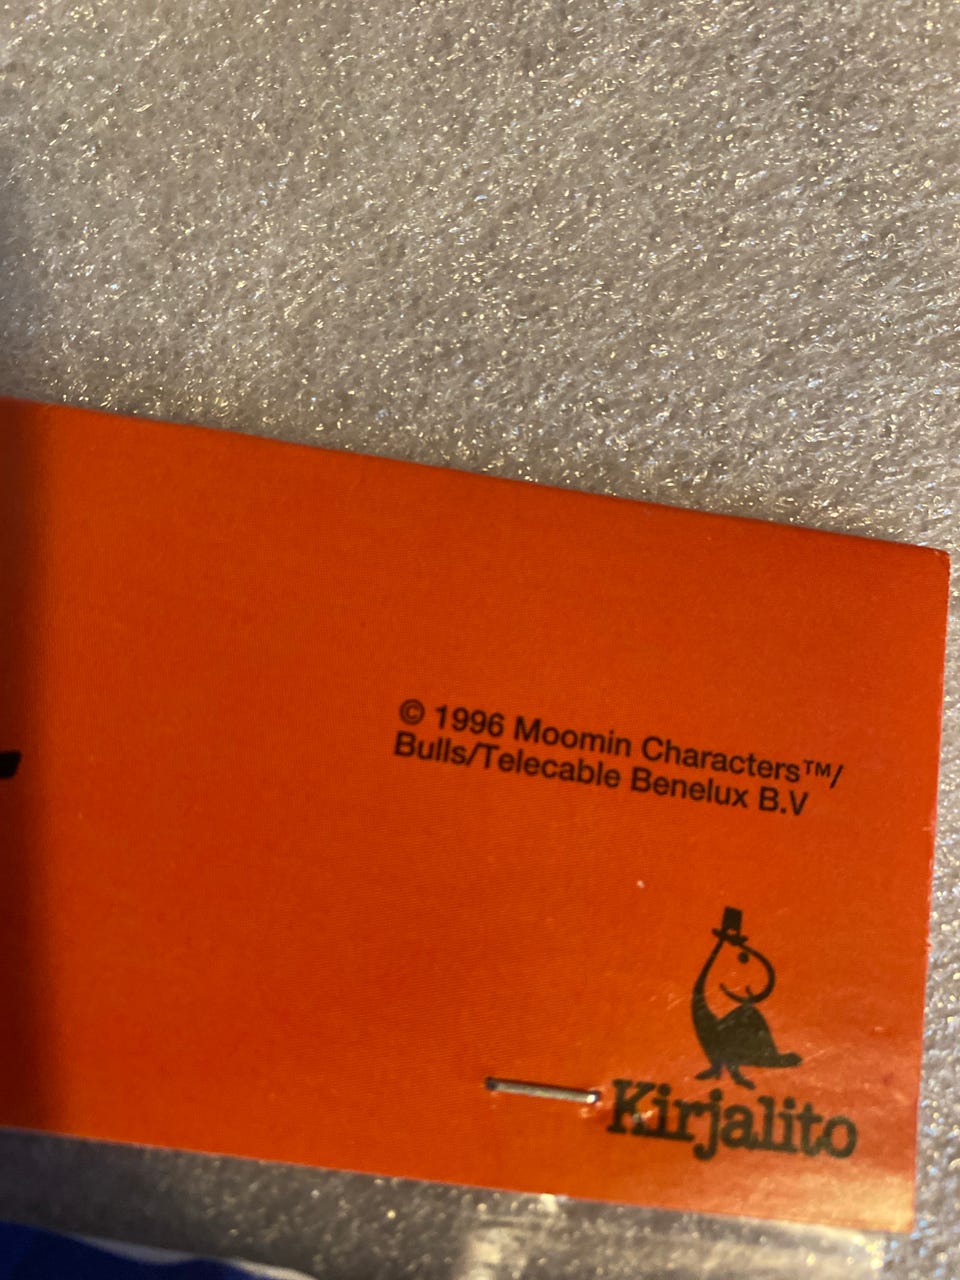 © 1996 Moomin Characters™/
Bulls/Telecable Benelux B.V
Kirjalito